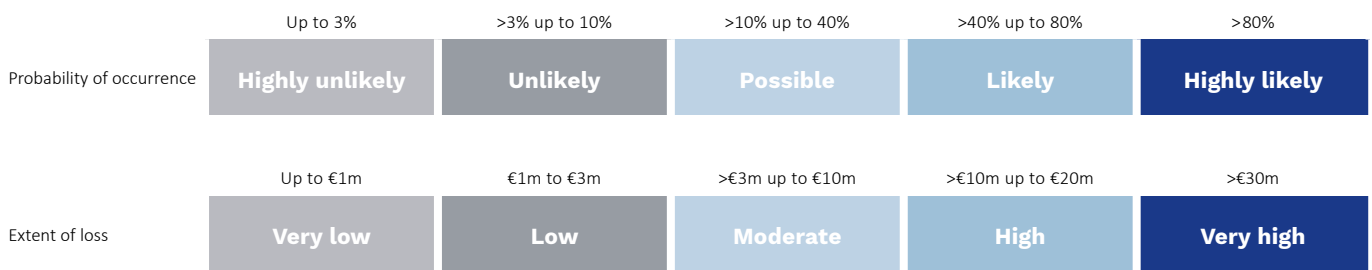 Up to 3% >3% up to 10% >10% up to 40% >40% up to 80% >80%
Probability of occurrence Highly unlikely Unlikely Possible Likely Highly likely
Up to €1m €1m to €3m >€3m up to €10m >€10m up to €20m >€30m
Extent of loss Very low Low Moderate High Very high